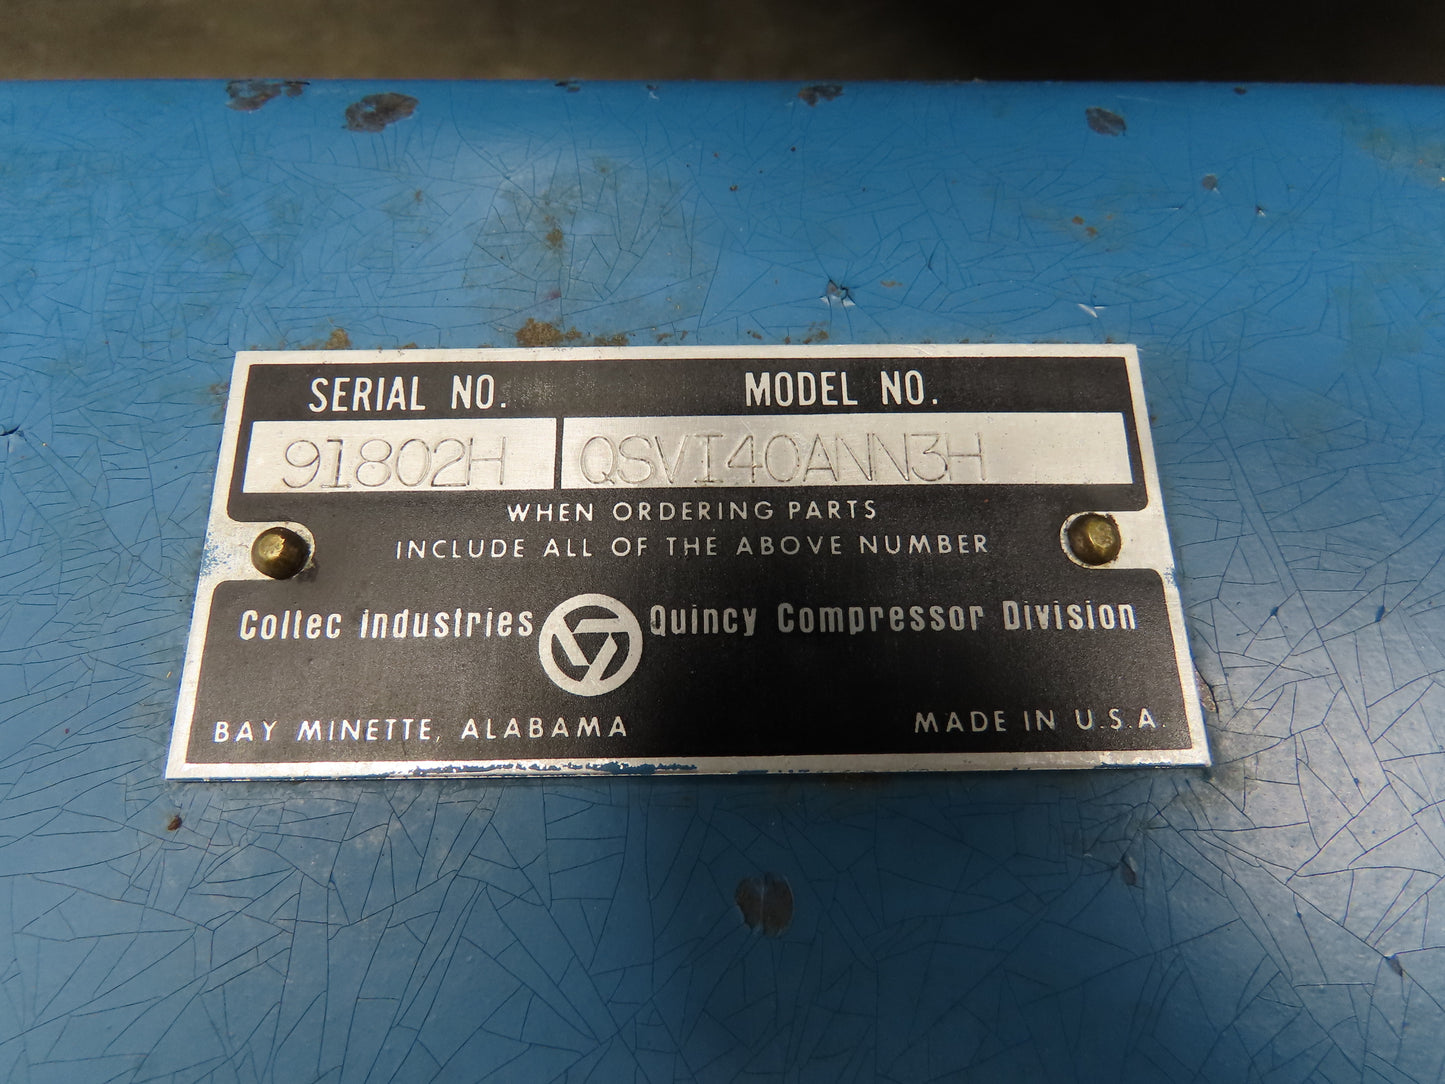 SERIAL NO. MODEL NO.
91802H QSVI40ANN3H
WHEN ORDERING PARTS
INCLUDE ALL OF THE ABOVE NUMBER
Coltec Industries Quincy Compressor Division
BAY MINETTE, ALABAMA MADE IN U.S.A.